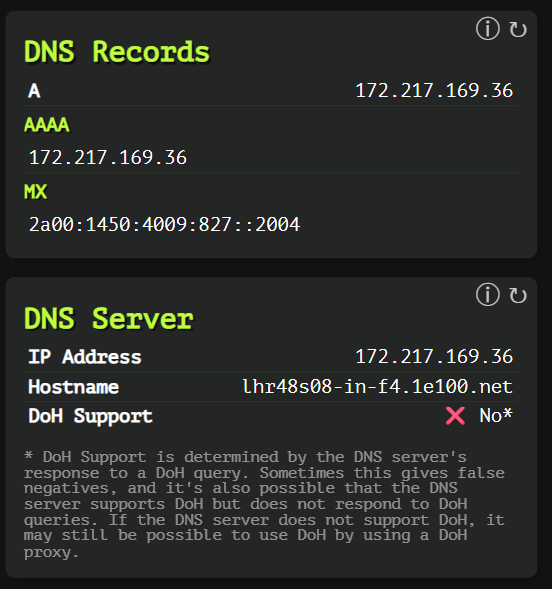 DNS Records
A 172.217.169.36
AAAA
172.217.169.36
MX
2a00:1450:4009:827::2004
DNS Server
IP Address 172.217.169.36
Hostname lhr48s08-in-f4.1e100.net
DoH Support ❌ No*
* DoH Support is determined by the DNS server's
response to a DoH query. Sometimes this gives false
negatives, and it's also possible that the DNS
server supports DoH but does not respond to DoH
queries. If the DNS server does not support DoH, it
may still be possible to use DoH by using a DoH
proxy.